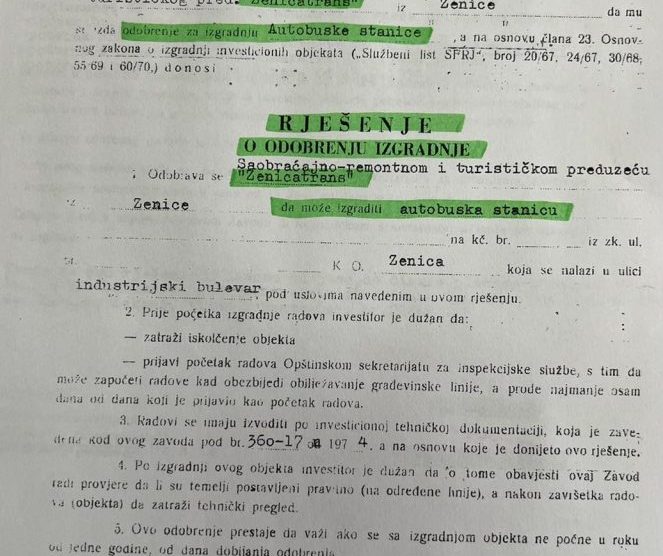 turističkog pred. "Zenicatrans" iz Zenice da mu
se izda odobrenje za izgradnju Autobuske stanice, a na osnovu člana 23. Osnov-
nog zakona o izgradnji investicionih objekata („Službeni list SFRJ", broj 20/67, 24/67, 30/68,
55/69 i 60/70,) donosi
RJEŠENJE
O ODOBRENJU IZGRADNJE
Saobraćajno-remontnom i turističkom preduzeću
Odobrava se "Zenicatrans"
iz Zenice da može izgraditi autobuska stanicu
na kč. br. iz zk. ul.
K O. Zenica koja se nalazi u ulici
industrijski bulevar pod uslovima navedenim u ovom rješenju.
2. Prije početka izgradnje radova investitor je dužan da:
— zatraži iskolčenje objekta
— prijavi početak radova Opštinskom sekretarijatu za inspekcijske službe, s tim da
može započeti radove kad obezbijedi obilježavanje građevinske linije, a prođe najmanje osam
dana od dana koji je prijavio kao početak radova.
3. Radovi se imaju izvoditi po investicionoj tehničkoj dokumentaciji, koja je zave-
dena kod ovog zavoda pod br. 360-17 1974. a na osnovu koje je donijeto ovo rješenje.
4. Po izgradnji ovog objekta investitor je dužan da o tome obavjesti ovaj Zavod
radi provjere da li su temelji postavljeni pravilno (na određene linije), a nakon završetka rado-
va (objekta) da zatraži tehnički pregled.
5. Ovo odobrenje prestaje da važi ako se sa izgradnjom objekta ne počne u roku
od jedne godine, od dana dobijanja odobrenja